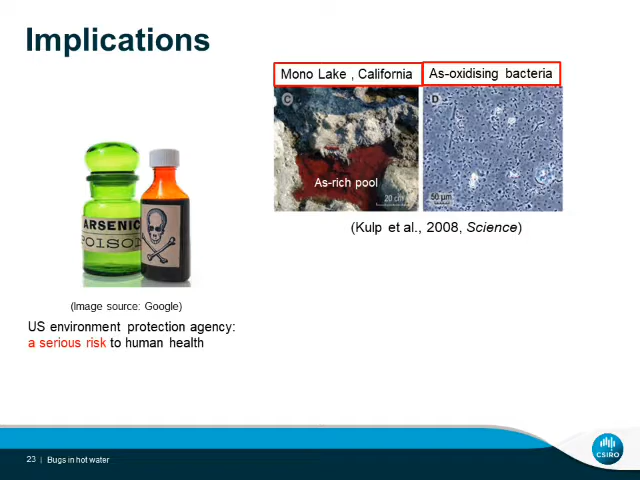 Implications
Mono Lake , California
As-oxidising bacteria
C
D
As-rich pool
20 cm
50 µm
(Kulp et al., 2008, Science)
ARSENIC
POISON
(Image source: Google)
US environment protection agency:
a serious risk to human health
23 | Bugs in hot water
CSIRO